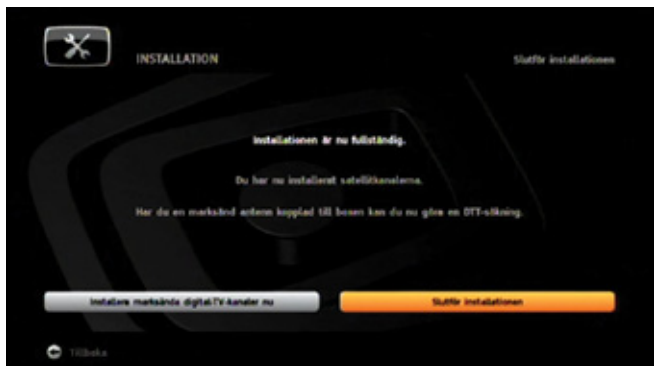 INSTALLATION
Slutför installationen
Installationen är nu fullständig.
Du har nu installerat satellitkanalerna.
Har du en marksänd antenn kopplad till boxen kan du nu göra en DTT-sökning.
Installera marksända digital-TV-kanaler nu
Slutför installationen
Tillbaka